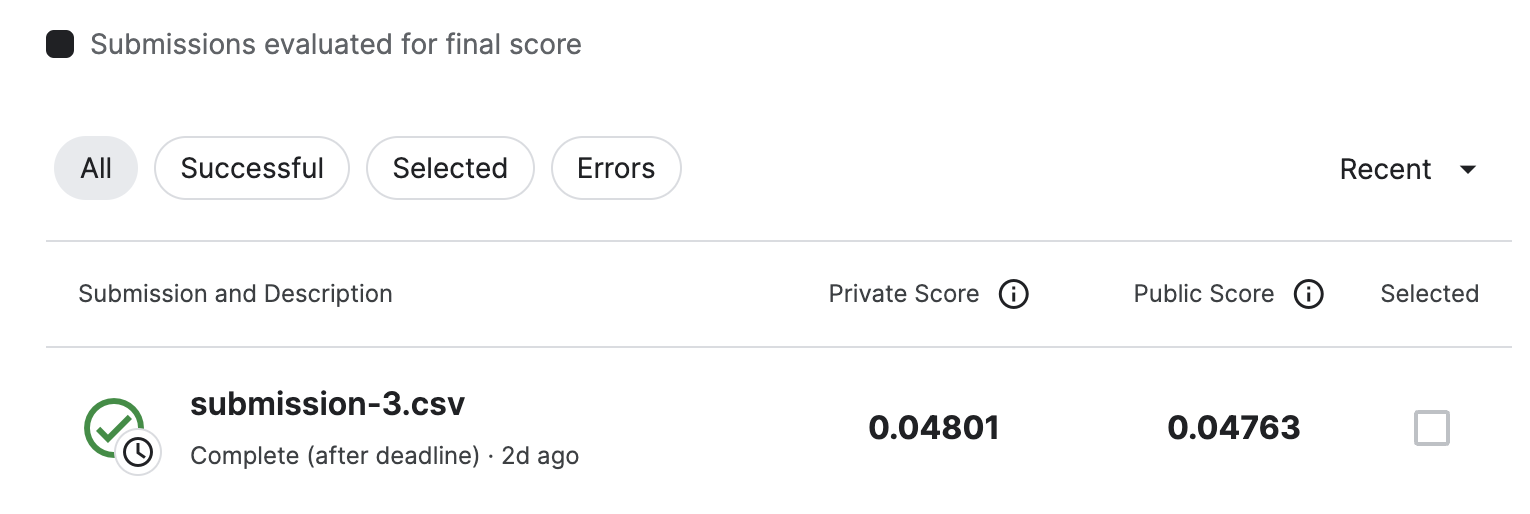 Submissions evaluated for final score
All Successful Selected Errors Recent
Submission and Description Private Score Public Score Selected
submission-3.csv
0.04801 0.04763
Complete (after deadline) · 2d ago